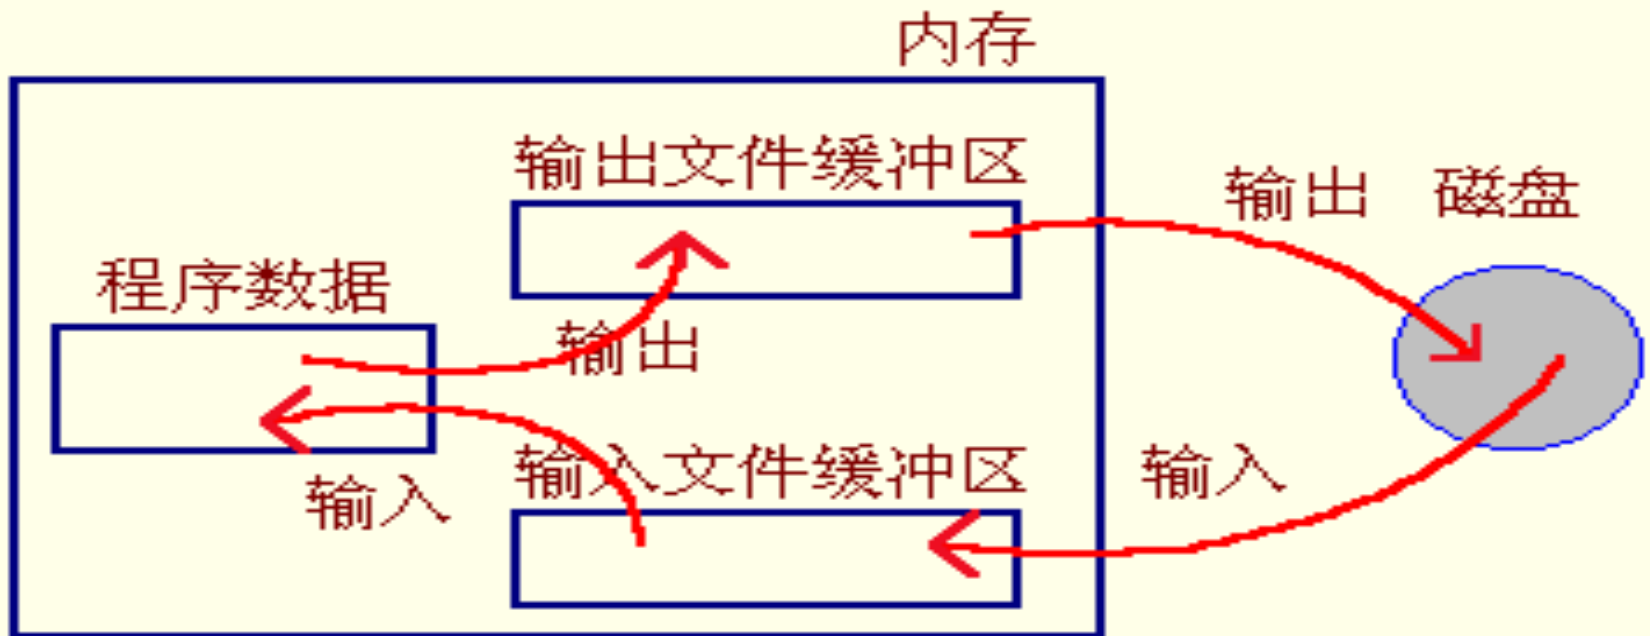 内存
输出文件缓冲区
输出 磁盘
程序数据
输出
输入文件缓冲区
输入
输入